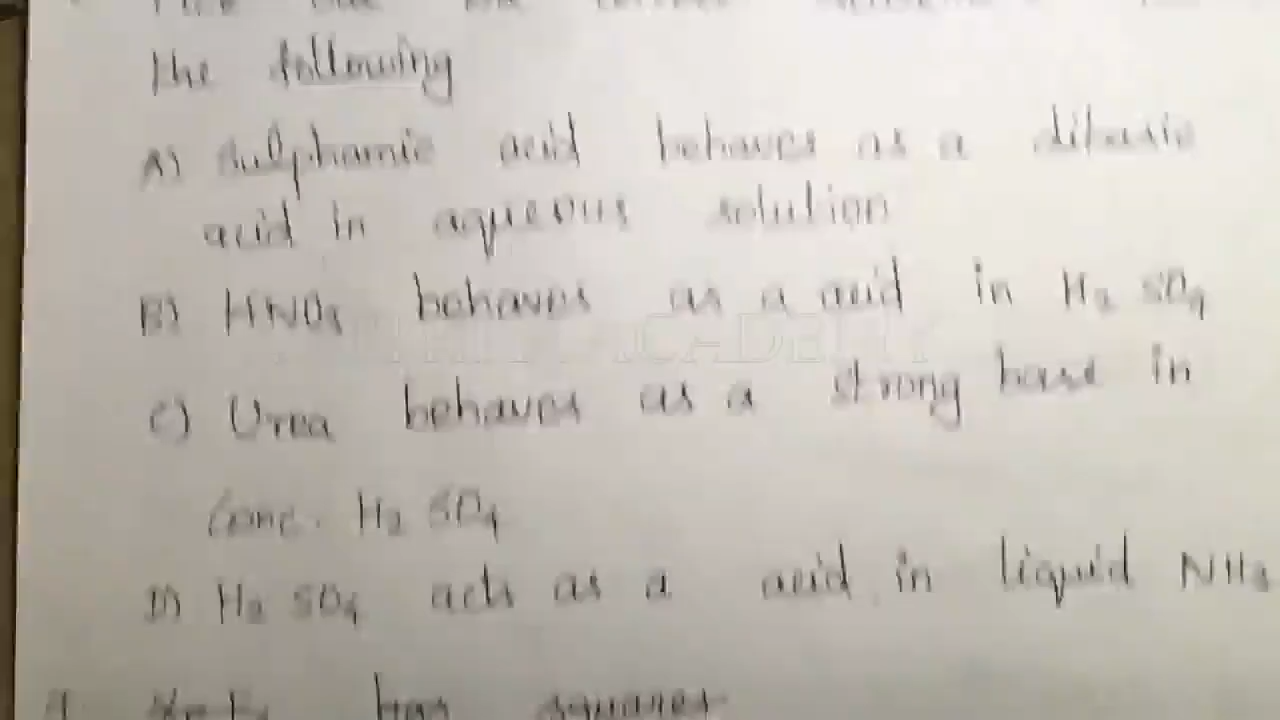 the following
A) Sulphamic acid behaves as a dibasic
acid in aqueous solution
B) HNO3 behaves as a acid in H2SO4
C) Urea behaves as a strong base in
Conc. H2SO4
D) H2SO4 acts as a acid in liquid NH3
has squares